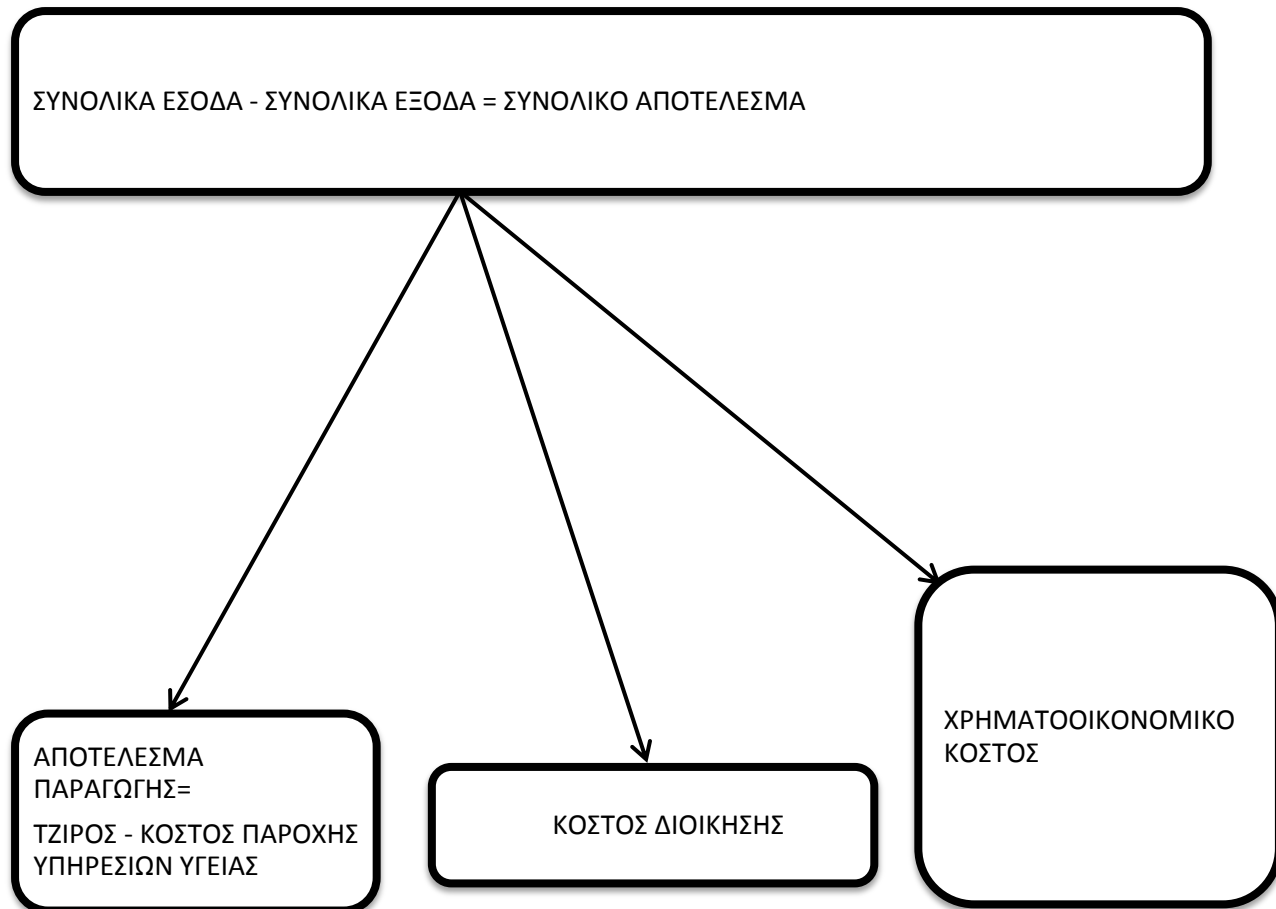 ΣΥΝΟΛΙΚΑ ΕΣΟΔΑ - ΣΥΝΟΛΙΚΑ ΕΞΟΔΑ = ΣΥΝΟΛΙΚΟ ΑΠΟΤΕΛΕΣΜΑ
ΑΠΟΤΕΛΕΣΜΑ
ΠΑΡΑΓΩΓΗΣ=
ΤΖΙΡΟΣ - ΚΟΣΤΟΣ ΠΑΡΟΧΗΣ
ΥΠΗΡΕΣΙΩΝ ΥΓΕΙΑΣ
ΚΟΣΤΟΣ ΔΙΟΙΚΗΣΗΣ
ΧΡΗΜΑΤΟΟΙΚΟΝΟΜΙΚΟ
ΚΟΣΤΟΣ